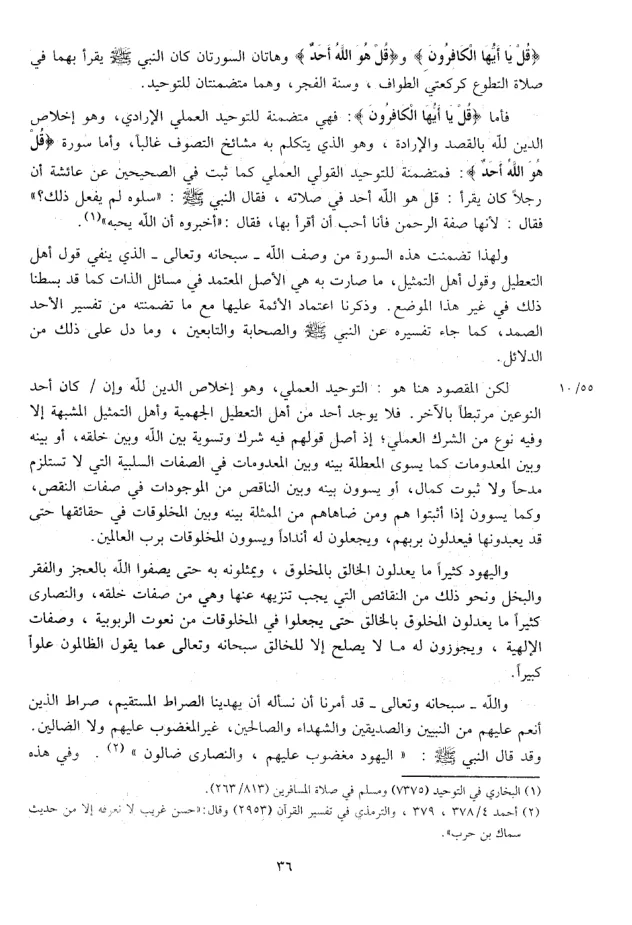 ﴿قُلْ يَا أَيُّهَا الْكَافِرُونَ ﴾ و﴿قُلْ هُوَ اللهُ أَحَدٌ ﴾ وهاتان السورتان كان النبي ﷺ يقرأ بهما في
صلاة التطوع كركعتي الطواف ، وسنة الفجر، وهما متضمنتان للتوحيد.
فأما ﴿قُلْ يا أَيُّهَا الْكَافِرُونَ ﴾: فهي متضمنة للتوحيد العملي الإرادي، وهو إخلاص
الدين لله بالقصد والإرادة ، وهو الذي يتكلم به مشائخ التصوف غالباً، وأما سورة ﴿قُلْ
هُوَ اللهُ أَحَدٌ ﴾: فمتضمنة للتوحيد القولي العملي كما ثبت في الصحيحين عن عائشة أن
رجلاً كان يقرأ : قل هو الله أحد في صلاته ، فقال النبي ﷺ : «سلوه لم يفعل ذلك؟»
فقال : لأنها صفة الرحمن فأنا أحب أن أقرأ بها، فقال :«أخبروه أن الله يحبه»(١).
ولهذا تضمنت هذه السورة من وصف الله ـ سبحانه وتعالى ـ الذي ينفي قول أهل
التعطيل وقول أهل التمثيل، ما صارت به هي الأصل المعتمد في مسائل الذات كما قد بسطنا
ذلك في غير هذا الموضع. وذكرنا اعتماد الأئمة عليها مع ما تضمنته من تفسير الأحد
الصمد، كما جاء تفسيره عن النبي ﷺ والصحابة والتابعين ، وما دل على ذلك من
الدلائل.
لكن المقصود هنا هو : التوحيد العملي، وهو إخلاص الدين لله وإن / كان أحد ١٠/٥٥
النوعين مرتبطاً بالآخر. فلا يوجد أحد من أهل التعطيل الجهمية وأهل التمثيل المشبهة إلا
وفيه نوع من الشرك العملي؛ إذ أصل قولهم فيه شرك وتسوية بين الله وبين خلقه، أو بينه
وبين المعدومات كما يسوى المعطلة بينه وبين المعدومات في الصفات السلبية التي لا تستلزم
مدحاً ولا ثبوت كمال، أو يسوون بينه وبين الناقص من الموجودات في صفات النقص،
وكما يسوون إذا أثبتوا هم ومن ضاهاهم من الممثلة بينه وبين المخلوقات في حقائقها حتى
قد يعبدونها فيعدلون بربهم، ويجعلون له أنداداً ويسوون المخلوقات برب العالمين.
واليهود كثيراً ما يعدلون الخالق بالمخلوق ، ويمثلونه به حتى يصفوا الله بالعجز والفقر
والبخل ونحو ذلك من النقائص التي يجب تنزيهه عنها وهي من صفات خلقه، والنصارى
كثيراً ما يعدلون المخلوق بالخالق حتى يجعلوا في المخلوقات من نعوت الربوبية ، وصفات
الإلهية ، ويجوزون له ما لا يصلح إلا للخالق سبحانه وتعالى عما يقول الظالمون علواً
كبيراً.
والله ـ سبحانه وتعالى ـ قد أمرنا أن نسأله أن يهدينا الصراط المستقيم، صراط الذين
أنعم عليهم من النبيين والصديقين والشهداء والصالحين، غيرالمغضوب عليهم ولا الضالين.
وقد قال النبي ﷺ : « اليهود مغضوب عليهم ، والنصارى ضالون » (٢) . وفي هذه
(١) البخاري في التوحيد (٧٣٧٥) ومسلم في صلاة المسافرين (٢٦٣/٨١٣).
(٢) أحمد ٣٧٨/٤ ، ٣٧٩ ، والترمذي في تفسير القرآن (٢٩٥٣) وقال:«حسن غريب لا نعرفه إلا من حديث
سماك بن حرب».
٣٦